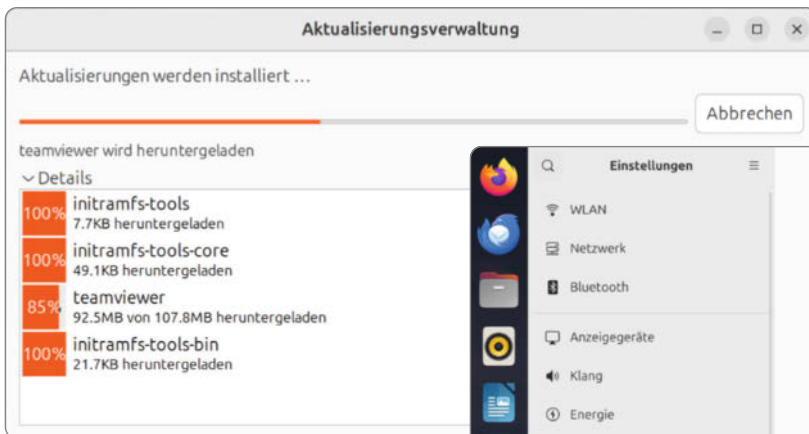 Aktualisierungsverwaltung
Aktualisierungen werden installiert ...
Abbrechen
teamviewer wird heruntergeladen
Details
100% initramfs-tools
7.7KB heruntergeladen
100% initramfs-tools-core
49.1KB heruntergeladen
85% teamviewer
92.5MB von 107.8MB heruntergeladen
100% initramfs-tools-bin
21.7KB heruntergeladen
Einstellungen
WLAN
Netzwerk
Bluetooth
Anzeigegeräte
Klang
Energie